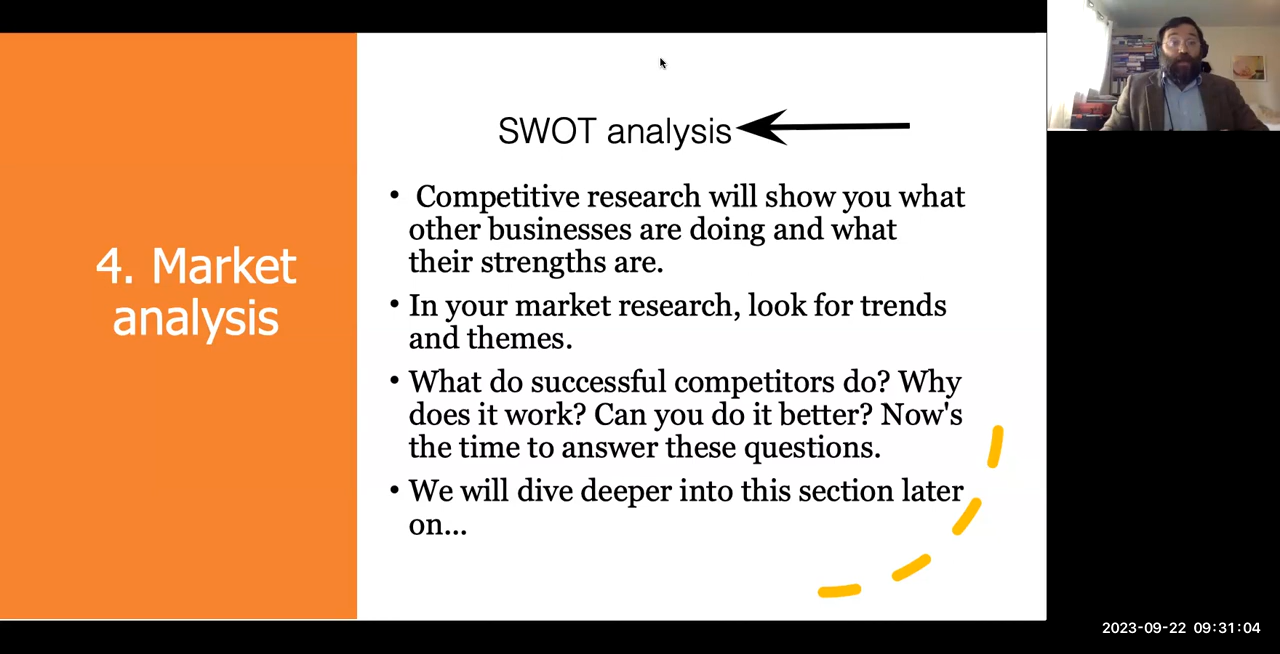 4. Market
analysis
SWOT analysis
• Competitive research will show you what
other businesses are doing and what
their strengths are.
• In your market research, look for trends
and themes.
• What do successful competitors do? Why
does it work? Can you do it better? Now's
the time to answer these questions.
• We will dive deeper into this section later
on...
2023-09-22 09:31:04